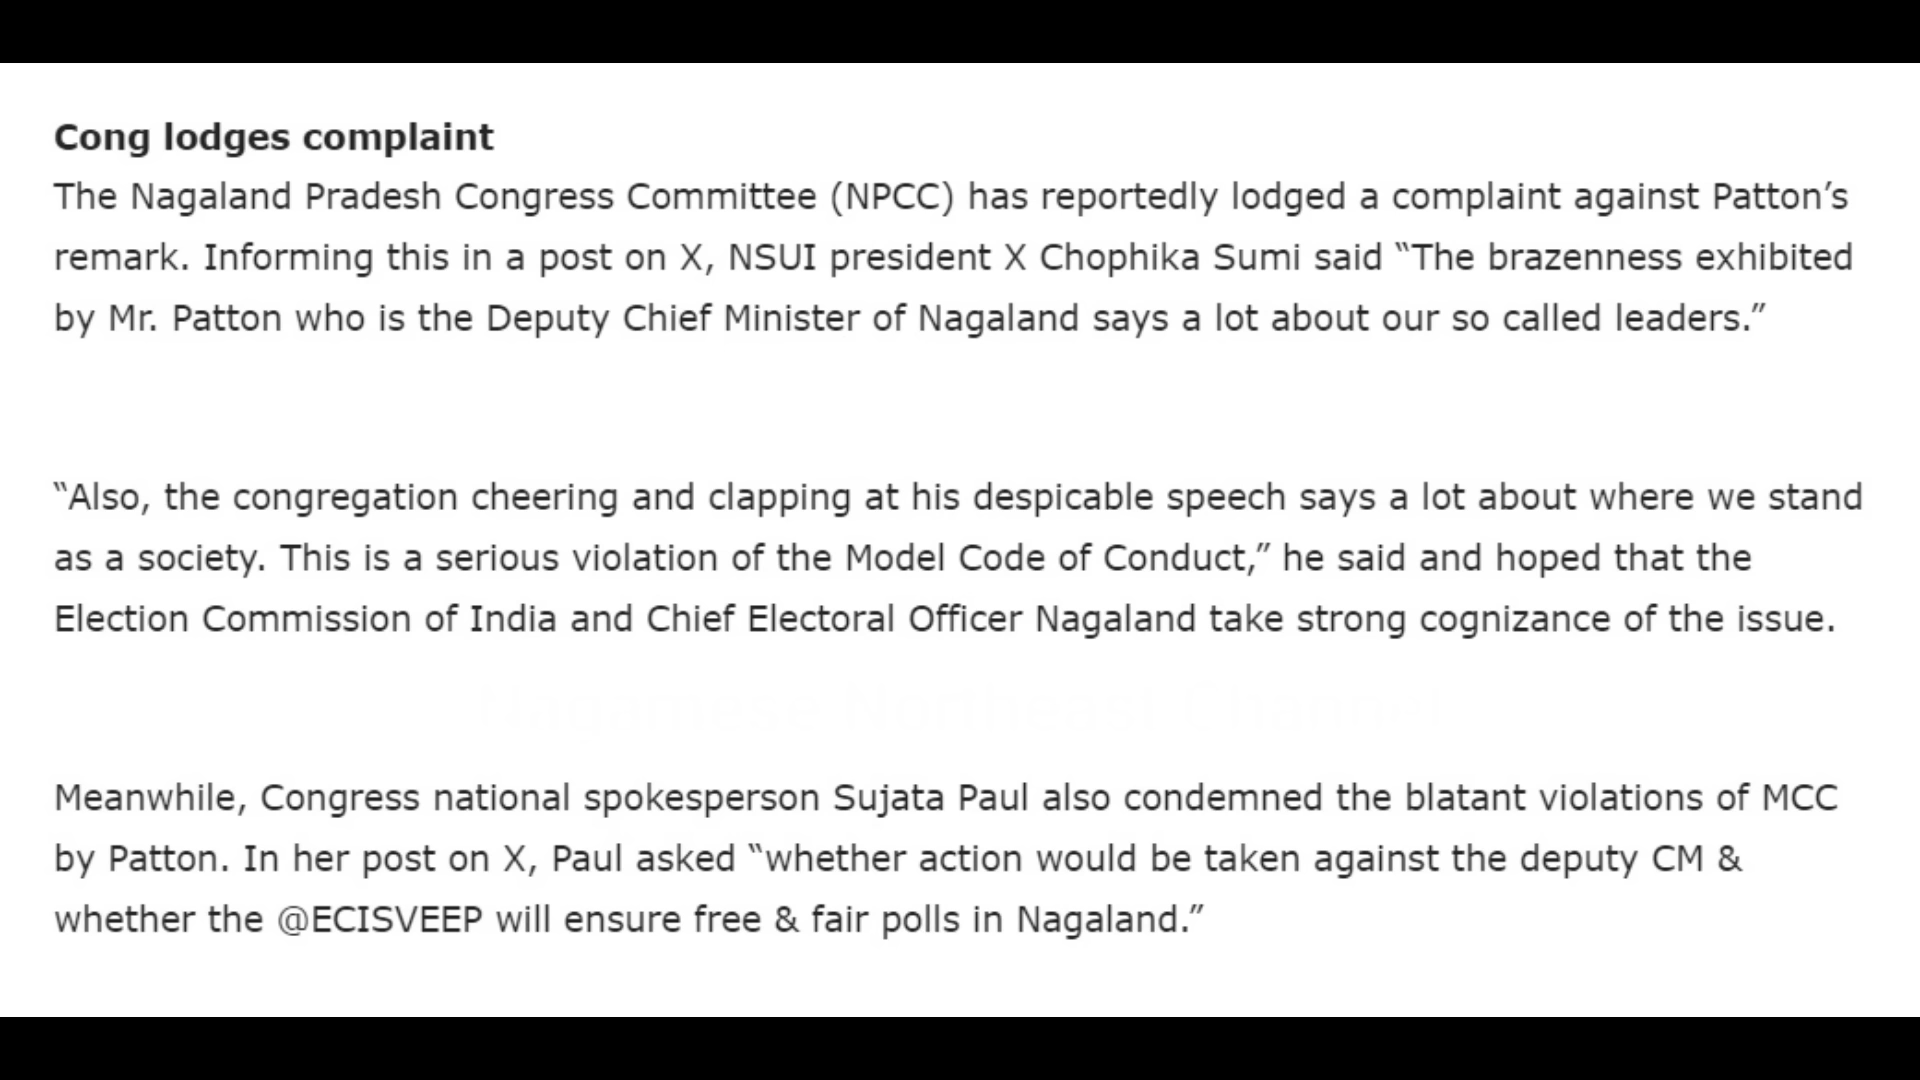 Cong lodges complaint
The Nagaland Pradesh Congress Committee (NPCC) has reportedly lodged a complaint against Patton’s
remark. Informing this in a post on X, NSUI president X Chophika Sumi said “The brazenness exhibited
by Mr. Patton who is the Deputy Chief Minister of Nagaland says a lot about our so called leaders.”
“Also, the congregation cheering and clapping at his despicable speech says a lot about where we stand
as a society. This is a serious violation of the Model Code of Conduct,” he said and hoped that the
Election Commission of India and Chief Electoral Officer Nagaland take strong cognizance of the issue.
Meanwhile, Congress national spokesperson Sujata Paul also condemned the blatant violations of MCC
by Patton. In her post on X, Paul asked “whether action would be taken against the deputy CM &
whether the @ECISVEEP will ensure free & fair polls in Nagaland.”